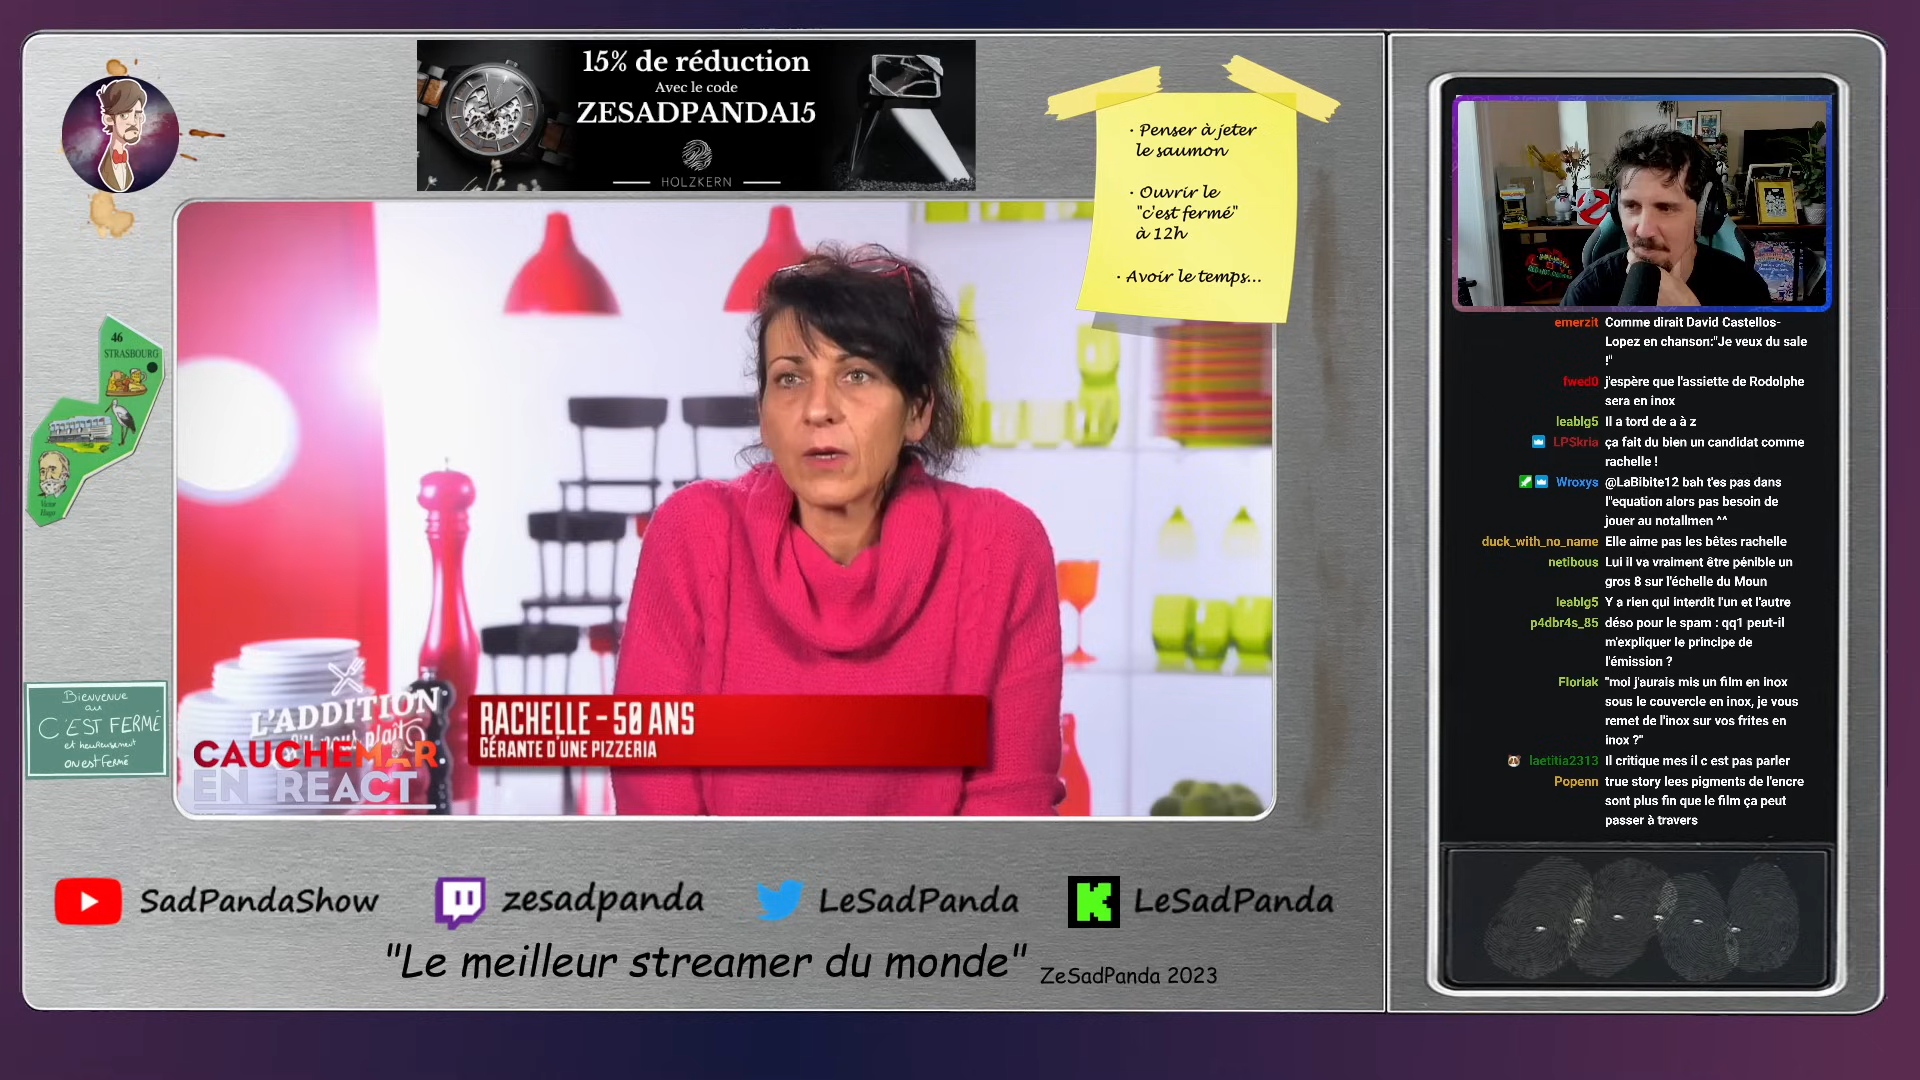 15% de réduction
Avec le code
ZESADPANDA15
HOLZKERN
· Penser à jeter
le saumon
· Ouvrir le
"c'est fermé"
à 12h
· Avoir le temps...
46
STRASBOURG
Victor
Hugo
Bienvenue
au
C'EST FERMÉ
et heureusement
on est fermé
L'ADDITION
s'il vous plaît
CAUCHEMAR
EN REACT
RACHELLE - 50 ANS
GÉRANTE D'UNE PIZZERIA
emerzit Comme dirait David Castellos-
Lopez en chanson:"Je veux du sale
!"
fwed0 j'espère que l'assiette de Rodolphe
sera en inox
leablg5 Il a tord de a à z
LPSkria ça fait du bien un candidat comme
rachelle !
Wroxys @LaBibite12 bah t'es pas dans
l"equation alors pas besoin de
jouer au notallmen ^^
duck_with_no_name Elle aime pas les bêtes rachelle
netibous Lui il va vraiment être pénible un
gros 8 sur l'échelle du Moun
leablg5 Y a rien qui interdit l'un et l'autre
p4dbr4s_85 déso pour le spam : qq1 peut-il
m'expliquer le principe de
l'émission ?
Floriak "moi j'aurais mis un film en inox
sous le couvercle en inox, je vous
remet de l'inox sur vos frites en
inox ?"
laetitia2313 Il critique mes il c est pas parler
Popenn true story lees pigments de l'encre
sont plus fin que le film ça peut
passer à travers
SadPandaShow
zesadpanda
LeSadPanda
LeSadPanda
"Le meilleur streamer du monde" ZeSadPanda 2023